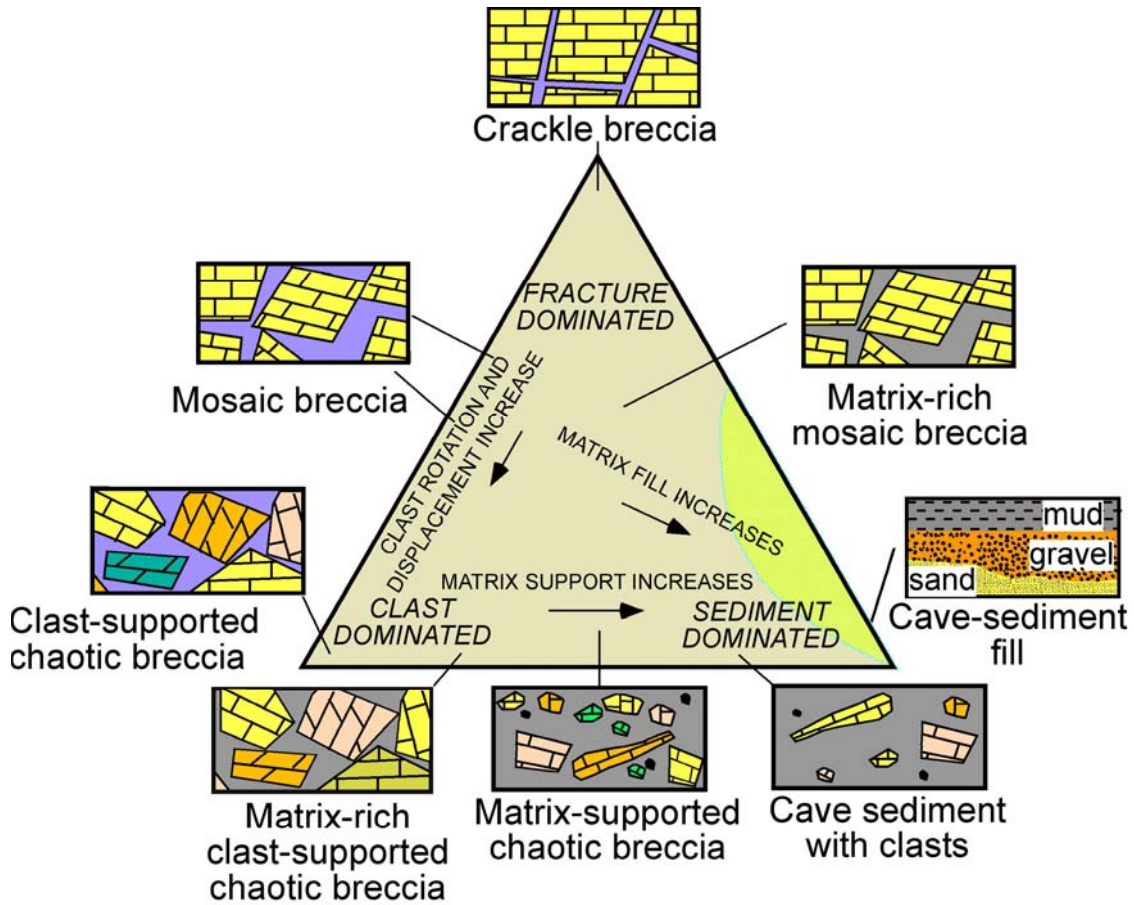 Crackle breccia
FRACTURE
DOMINATED
Mosaic breccia
Matrix-rich
mosaic breccia
CLAST ROTATION AND
DISPLACEMENT INCREASE
MATRIX FILL INCREASES
mud
gravel
sand
Cave-sediment
fill
MATRIX SUPPORT INCREASES
CLAST
DOMINATED
SEDIMENT
DOMINATED
Clast-supported
chaotic breccia
Matrix-rich
clast-supported
chaotic breccia
Matrix-supported
chaotic breccia
Cave sediment
with clasts